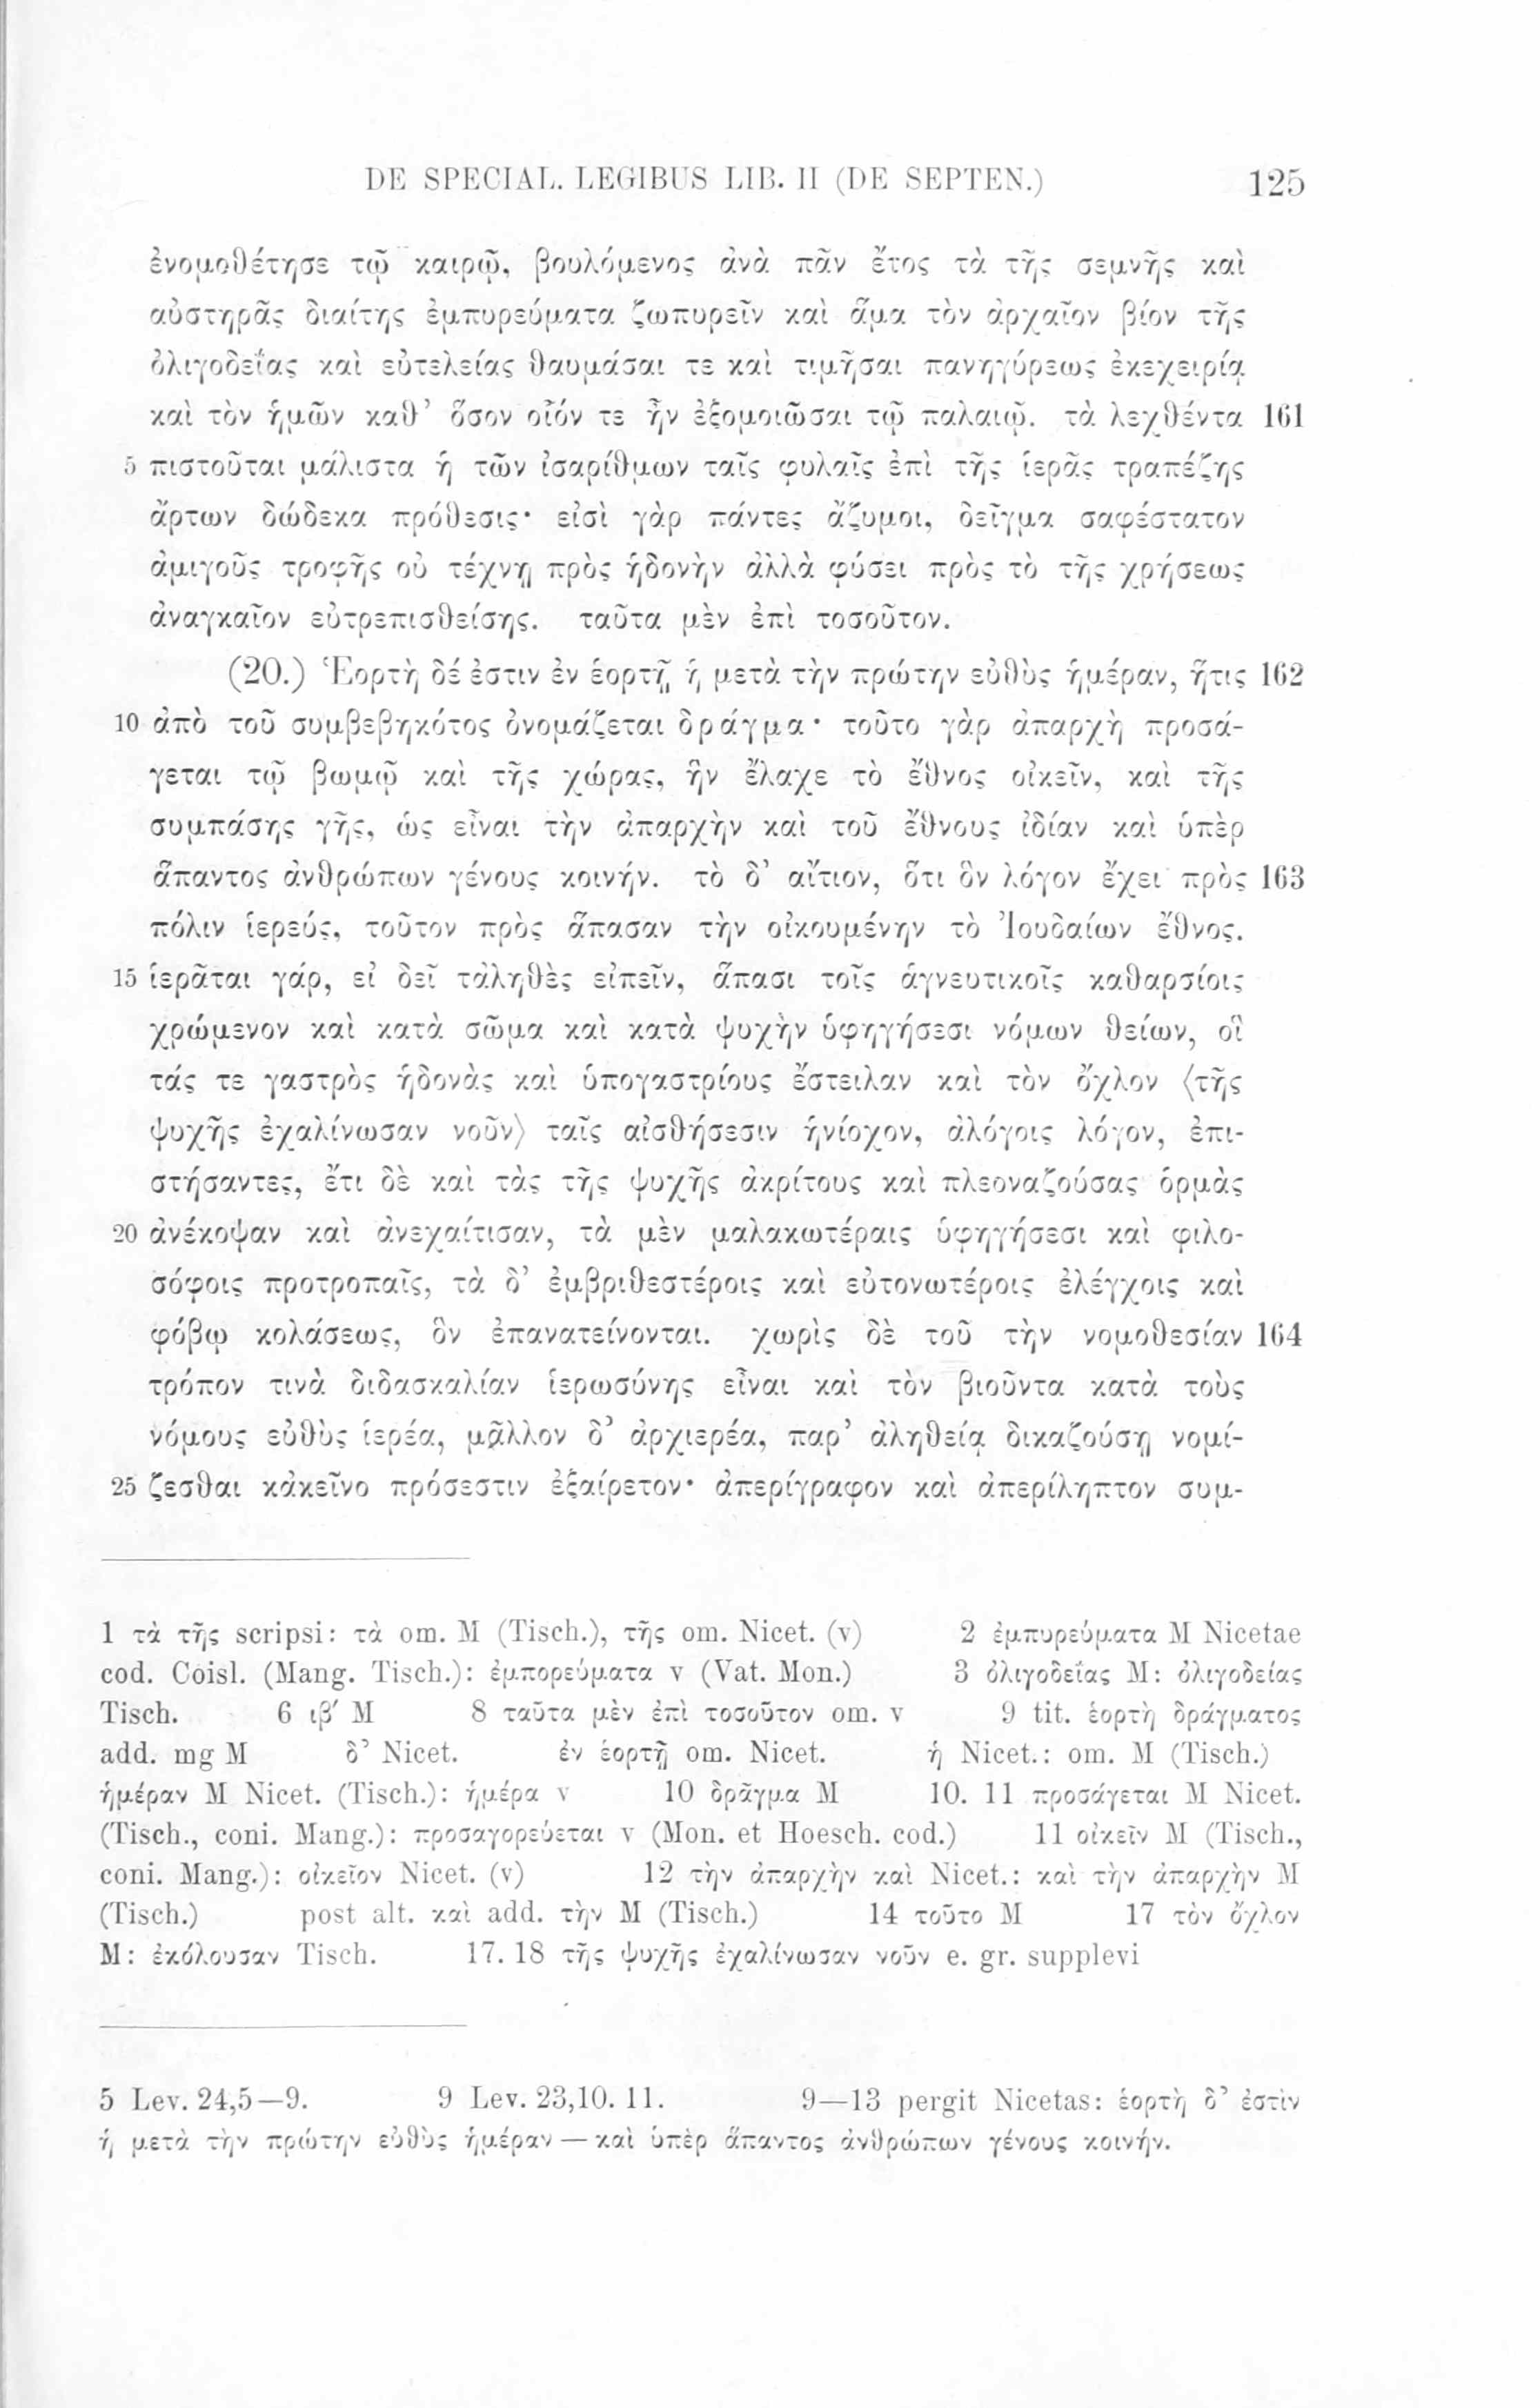 DE SPECIAL. LEGIBUS LIB. II (DE SEPTEN.) 125
ἐνομοθέτησε τῷ καιρῷ, βουλόμενος ἀνὰ πᾶν ἔτος τὰ τῆς σεμνῆς καὶ
αὐστηρᾶς διαίτης ἐμπυρεύματα ζωπυρεῖν καὶ ἅμα τὸν ἀρχαῖον βίον τῆς
ὀλιγοδεΐας καὶ εὐτελείας θαυμάσαι τε καὶ τιμῆσαι πανηγύρεως ἐκεχειρίᾳ
καὶ τὸν ἡμῶν καθ’ ὅσον οἷόν τε ἦν ἐξομοιῶσαι τῷ παλαιῷ. τὰ λεχθέντα 161
5 πιστοῦται μάλιστα ἡ τῶν ἰσαρίθμων ταῖς φυλαῖς ἐπὶ τῆς ἱερᾶς τραπέζης
ἄρτων δώδεκα πρόθεσις· εἰσὶ γὰρ πάντες ἄζυμοι, δεῖγμα σαφέστατον
ἀμιγοῦς τροφῆς οὐ τέχνῃ πρὸς ἡδονὴν ἀλλὰ φύσει πρὸς τὸ τῆς χρήσεως
ἀναγκαῖον εὐτρεπισθείσης. ταῦτα μὲν ἐπὶ τοσοῦτον.
(20.) Ἑορτὴ δέ ἐστιν ἐν ἑορτῇ ἡ μετὰ τὴν πρώτην εὐθὺς ἡμέραν, ἥτις 162
10 ἀπὸ τοῦ συμβεβηκότος ὀνομάζεται δράγμα· τοῦτο γὰρ ἀπαρχὴ προσά-
γεται τῷ βωμῷ καὶ τῆς χώρας, ἣν ἔλαχε τὸ ἔθνος οἰκεῖν, καὶ τῆς
συμπάσης γῆς, ὡς εἶναι τὴν ἀπαρχὴν καὶ τοῦ ἔθνους ἰδίαν καὶ ὑπὲρ
ἅπαντος ἀνθρώπων γένους κοινήν. τὸ δ’ αἴτιον, ὅτι ὃν λόγον ἔχει πρὸς 163
πόλιν ἱερεύς, τοῦτον πρὸς ἅπασαν τὴν οἰκουμένην τὸ Ἰουδαίων ἔθνος.
15 ἱερᾶται γάρ, εἰ δεῖ τἀληθὲς εἰπεῖν, ἅπασι τοῖς ἁγνευτικοῖς καθαρσίοις
χρώμενον καὶ κατὰ σῶμα καὶ κατὰ ψυχὴν ὑφηγήσεσι νόμων θείων, οἳ
τάς τε γαστρὸς ἡδονὰς καὶ ὑπογαστρίους ἔστειλαν καὶ τὸν ὄχλον ⟨τῆς
ψυχῆς ἐχαλίνωσαν νοῦν⟩ ταῖς αἰσθήσεσιν ἡνίοχον, ἀλόγοις λόγον, ἐπι-
στήσαντες, ἔτι δὲ καὶ τὰς τῆς ψυχῆς ἀκρίτους καὶ πλεοναζούσας ὁρμὰς
20 ἀνέκοψαν καὶ ἀνεχαίτισαν, τὰ μὲν μαλακωτέραις ὑφηγήσεσι καὶ φιλο-
σόφοις προτροπαῖς, τὰ δ’ ἐμβριθεστέροις καὶ εὐτονωτέροις ἐλέγχοις καὶ
φόβῳ κολάσεως, ὃν ἐπανατείνονται. χωρὶς δὲ τοῦ τὴν νομοθεσίαν 164
τρόπον τινὰ διδασκαλίαν ἱερωσύνης εἶναι καὶ τὸν βιοῦντα κατὰ τοὺς
νόμους εὐθὺς ἱερέα, μᾶλλον δ’ ἀρχιερέα, παρ’ ἀληθείᾳ δικαζούσῃ νομί-
25 ζεσθαι κἀκεῖνο πρόσεστιν ἐξαίρετον· ἀπερίγραφον καὶ ἀπερίληπτον συμ-
1 τὰ τῆς scripsi: τὰ om. M (Tisch.), τῆς om. Nicet. (v) 2 ἐμπυρεύματα M Nicetae
cod. Coisl. (Mang. Tisch.): ἐμπορεύματα v (Vat. Mon.) 3 ὀλιγοδεΐας M: ὀλιγοδείας
Tisch. 6 ιβ′ M 8 ταῦτα μὲν ἐπὶ τοσοῦτον om. v 9 tit. ἑορτὴ δράγματος
add. mg M δ’ Nicet. ἐν ἑορτῇ om. Nicet. ἡ Nicet.: om. M (Tisch.)
ἡμέραν M Nicet. (Tisch.): ἡμέρα v 10 δρᾶγμα M 10. 11 προσάγεται M Nicet.
(Tisch., coni. Mang.): προσαγορεύεται v (Mon. et Hoesch. cod.) 11 οἰκεῖν M (Tisch.,
coni. Mang.): οἰκεῖον Nicet. (v) 12 τὴν ἀπαρχὴν καὶ Nicet.: καὶ τὴν ἀπαρχὴν M
(Tisch.) post alt. καὶ add. τὴν M (Tisch.) 14 τοῦτο M 17 τὸν ὄχλον
M: ἐκόλουσαν Tisch. 17. 18 τῆς ψυχῆς ἐχαλίνωσαν νοῦν e. gr. supplevi
5 Lev. 24,5—9. 9 Lev. 23,10. 11. 9—13 pergit Nicetas: ἑορτὴ δ’ ἐστὶν
ἡ μετὰ τὴν πρώτην εὐθὺς ἡμέραν — καὶ ὑπὲρ ἅπαντος ἀνθρώπων γένους κοινήν.